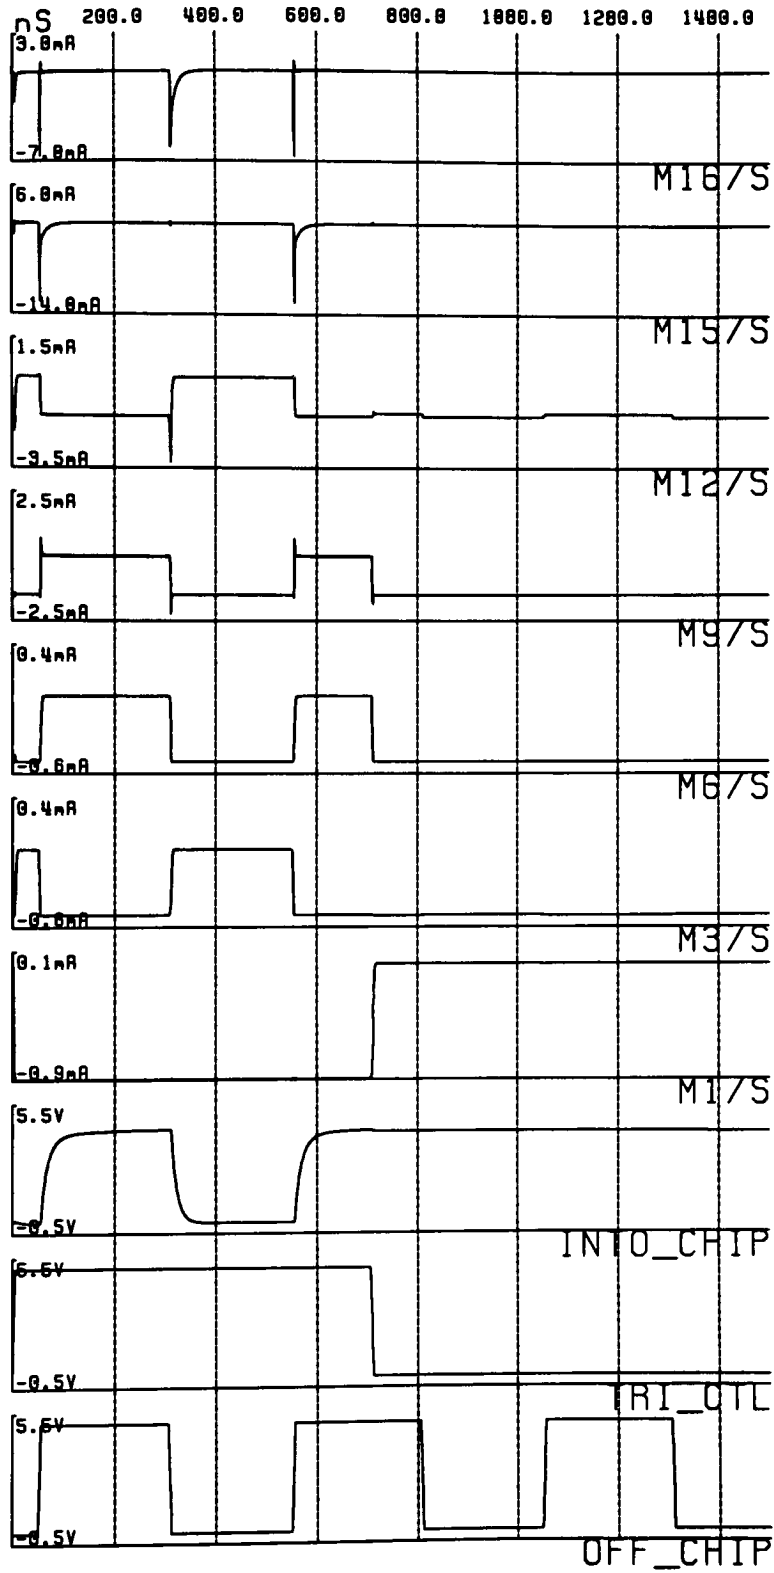 nS 200.0 400.0 600.0 800.0 1000.0 1200.0 1400.0
3.0mA
-7.0mA
M16/S
6.0mA
-14.0mA
M15/S
1.5mA
-3.5mA
M12/S
2.5mA
-2.5mA
M9/S
0.4mA
-0.6mA
M6/S
0.4mA
M3/S
0.1mA
-0.9mA
M1/S
5.5V
-0.5V
INTO_CHIP
5.5V
-0.5V
TRI_CTL
5.5V
-0.5V
OFF_CHIP